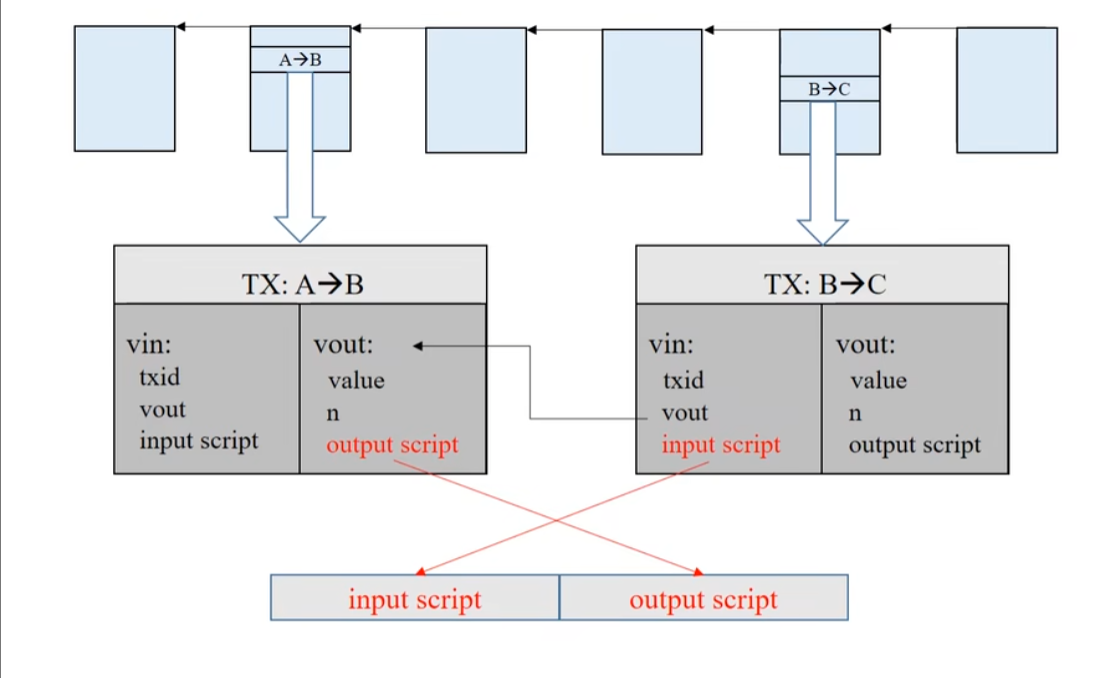 A→B
B→C
TX: A→B
TX: B→C
vin:
txid
vout
input script
vout:
value
n
output script
vin:
txid
vout
input script
vout:
value
n
output script
input script
output script